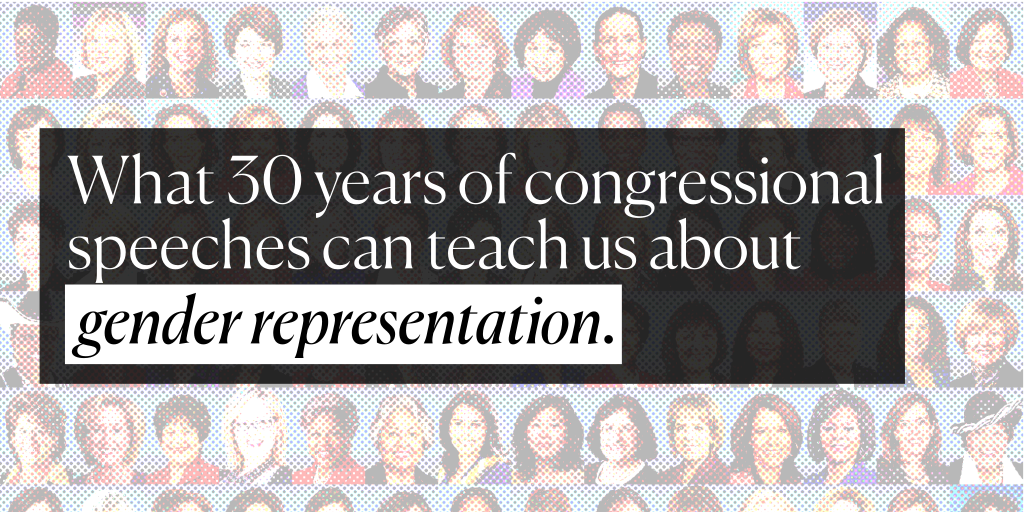 What 30 years of congressional
speeches can teach us about
gender representation.